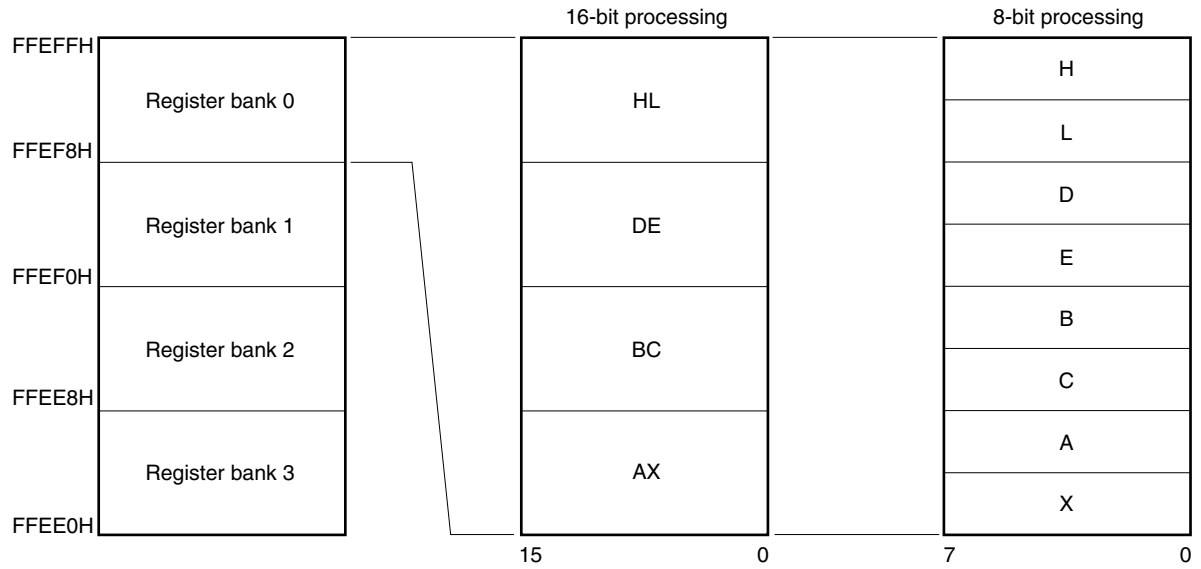 16-bit processing
8-bit processing
FFEFFH
Register bank 0
HL
H
L
FFEF8H
Register bank 1
DE
D
E
FFEF0H
Register bank 2
BC
B
C
FFEE8H
Register bank 3
AX
A
X
FFEE0H
15 0
7 0